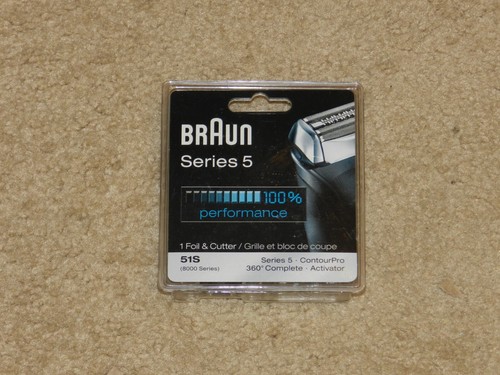 BRAUN
Series 5
100%
performance
1 Foil & Cutter / Grille et bloc de coupe
51S
(8000 Series)
Series 5 · ContourPro
360° Complete · Activator